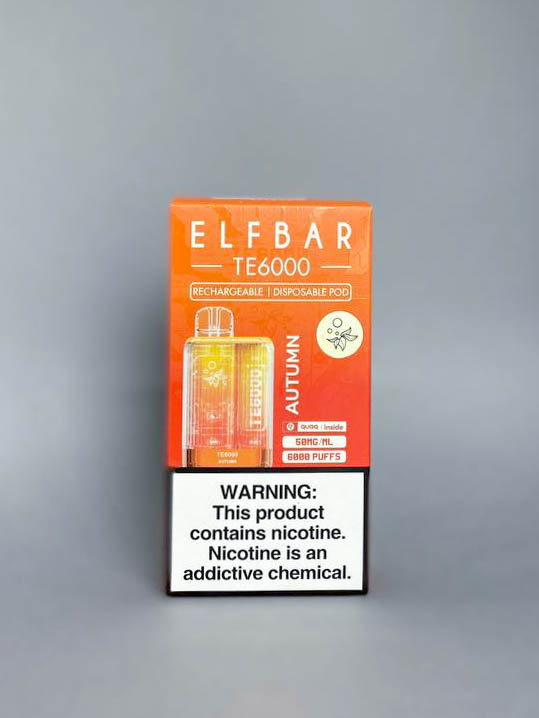 ELFBAR
TE6000
RECHARGEABLE | DISPOSABLE POD
AUTUMN
TE6000
QUAQ inside
50MG/ML
6000 PUFFS
TE6000
AUTUMN
WARNING:
This product
contains nicotine.
Nicotine is an
addictive chemical.